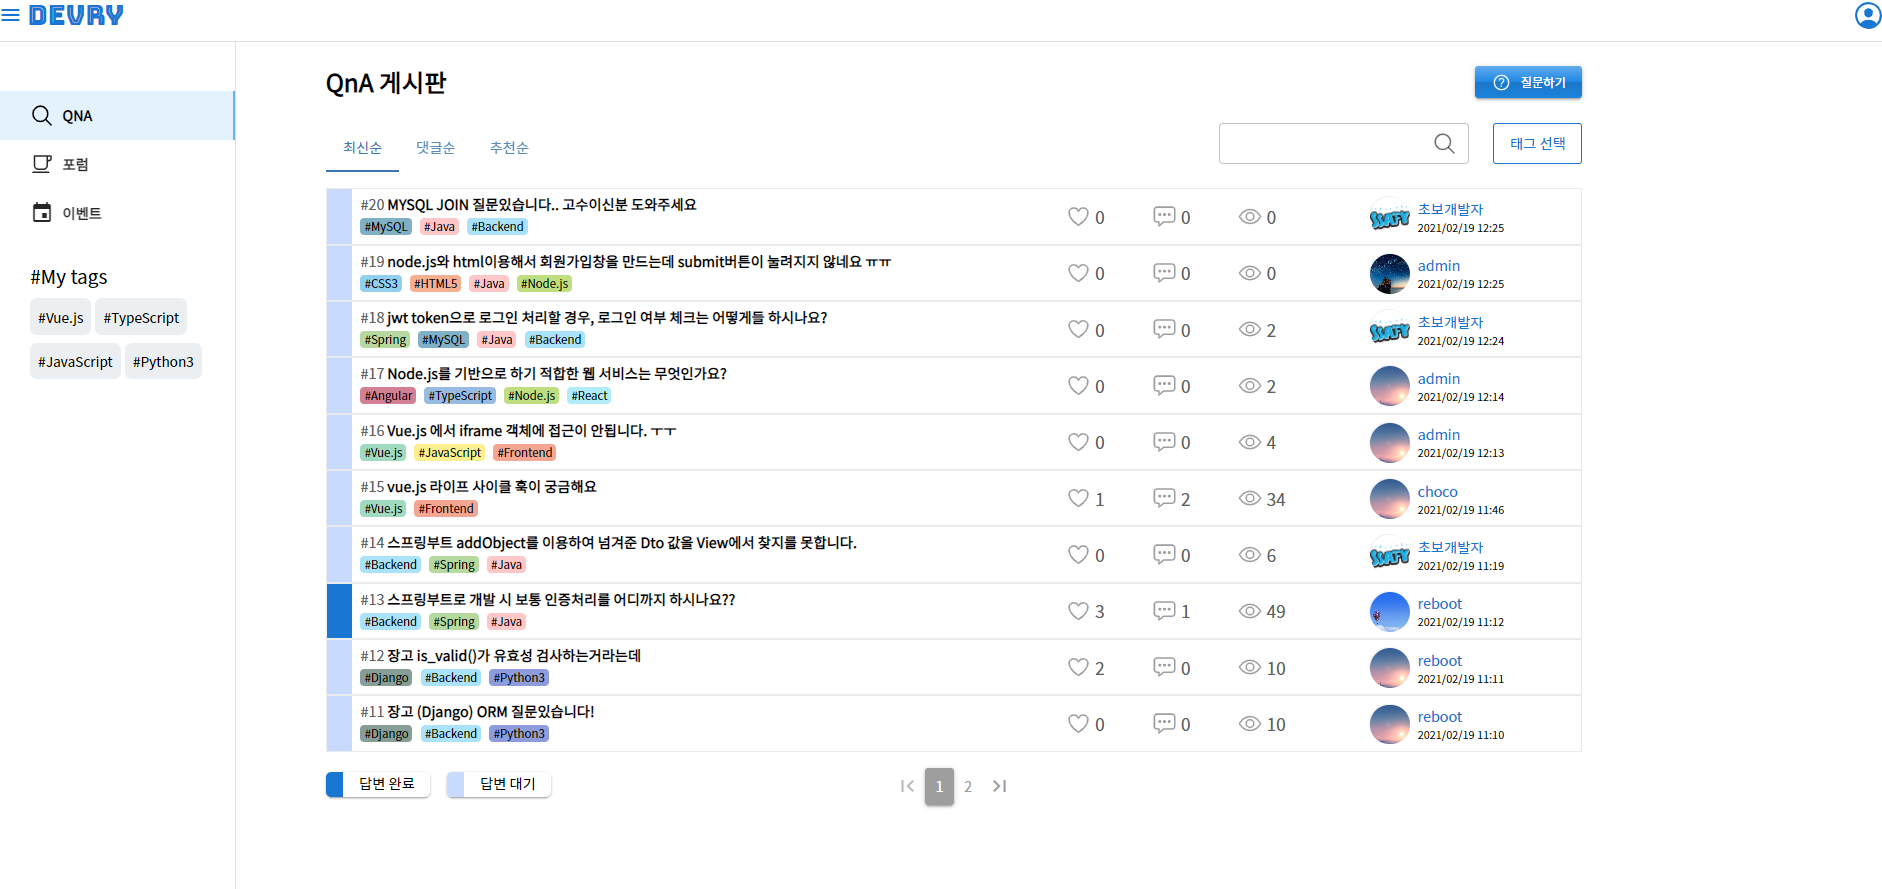 DEVRY
QNA
포럼
이벤트
#My tags
#Vue.js #TypeScript
#JavaScript #Python3
QnA 게시판
질문하기
최신순 댓글순 추천순
태그 선택
#20 MYSQL JOIN 질문있습니다.. 고수이신분 도와주세요
#MySQL #Java #Backend
0 0 0
SSAFY
초보개발자
2021/02/19 12:25
#19 node.js와 html이용해서 회원가입창을 만드는데 submit버튼이 눌려지지 않네요 ㅠㅠ
#CSS3 #HTML5 #Java #Node.js
0 0 0
admin
2021/02/19 12:25
#18 jwt token으로 로그인 처리할 경우, 로그인 여부 체크는 어떻게들 하시나요?
#Spring #MySQL #Java #Backend
0 0 2
SSAFY
초보개발자
2021/02/19 12:24
#17 Node.js를 기반으로 하기 적합한 웹 서비스는 무엇인가요?
#Angular #TypeScript #Node.js #React
0 0 2
admin
2021/02/19 12:14
#16 Vue.js 에서 iframe 객체에 접근이 안됩니다. ㅜㅜ
#Vue.js #JavaScript #Frontend
0 0 4
admin
2021/02/19 12:13
#15 vue.js 라이프 사이클 훅이 궁금해요
#Vue.js #Frontend
1 2 34
choco
2021/02/19 11:46
#14 스프링부트 addObject를 이용하여 넘겨준 Dto 값을 View에서 찾지를 못합니다.
#Backend #Spring #Java
0 0 6
SSAFY
초보개발자
2021/02/19 11:19
#13 스프링부트로 개발 시 보통 인증처리를 어디까지 하시나요??
#Backend #Spring #Java
3 1 49
reboot
2021/02/19 11:12
#12 장고 is_valid()가 유효성 검사하는거라는데
#Django #Backend #Python3
2 0 10
reboot
2021/02/19 11:11
#11 장고 (Django) ORM 질문있습니다!
#Django #Backend #Python3
0 0 10
reboot
2021/02/19 11:10
답변 완료 답변 대기
1 2